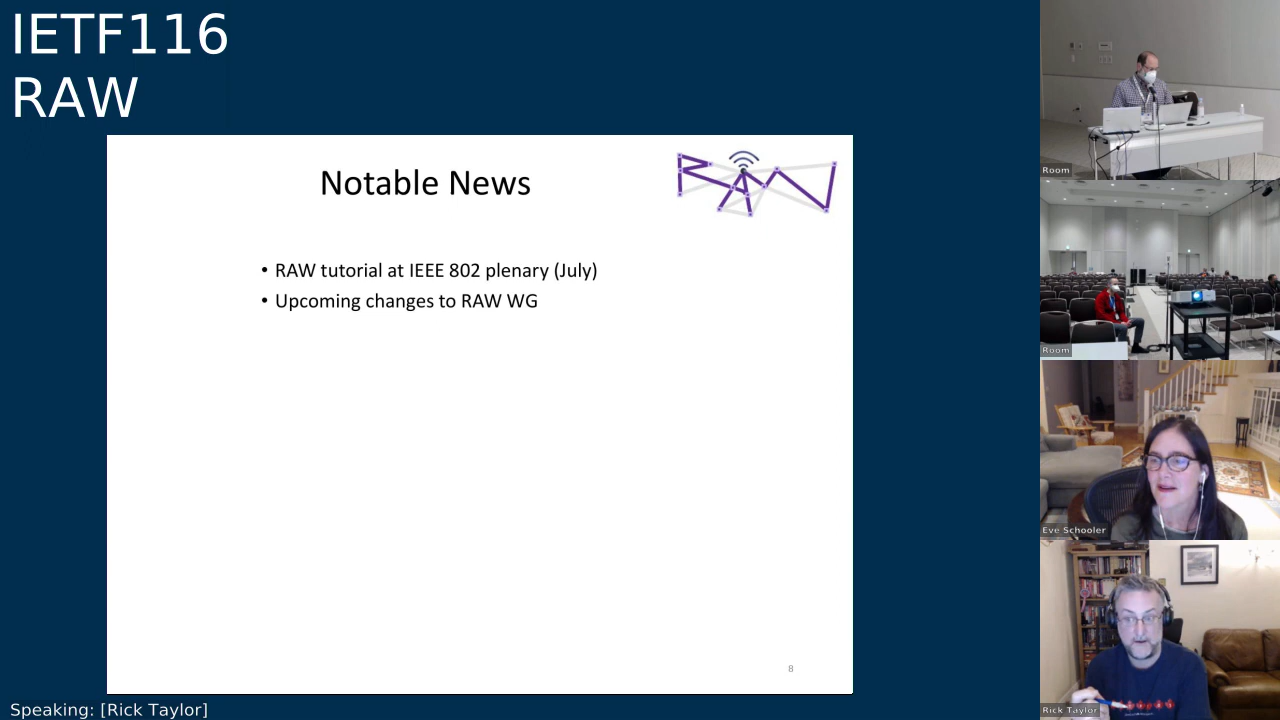 IETF116
RAW
Notable News
RAW
• RAW tutorial at IEEE 802 plenary (July)
• Upcoming changes to RAW WG
8
Speaking: [Rick Taylor]
Room
Room
Eve Schooler
Rick Taylor